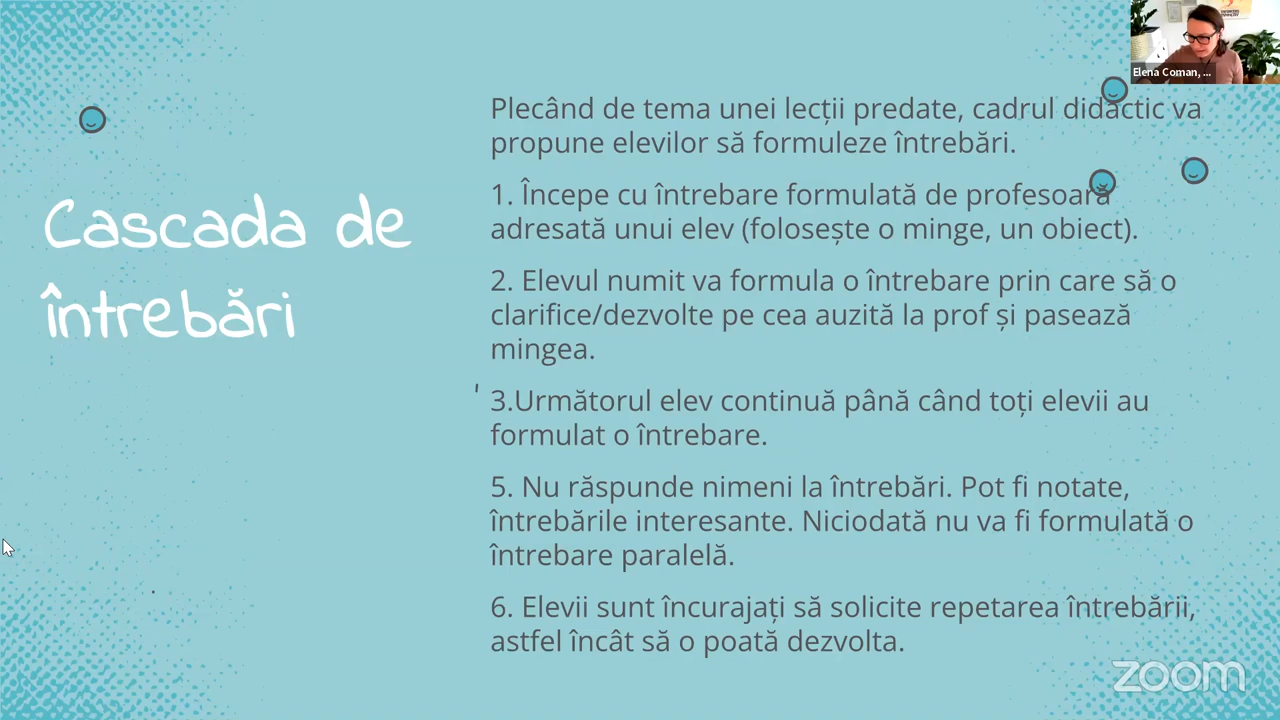 Elena Coman, ...
Cascada de
întrebări
Plecând de tema unei lecții predate, cadrul didactic va
propune elevilor să formuleze întrebări.
1. Începe cu întrebare formulată de profesoară
adresată unui elev (folosește o minge, un obiect).
2. Elevul numit va formula o întrebare prin care să o
clarifice/dezvolte pe cea auzită la prof și pasează
mingea.
3.Următorul elev continuă până când toți elevii au
formulat o întrebare.
5. Nu răspunde nimeni la întrebări. Pot fi notate,
întrebările interesante. Niciodată nu va fi formulată o
întrebare paralelă.
6. Elevii sunt încurajați să solicite repetarea întrebării,
astfel încât să o poată dezvolta.
zoom